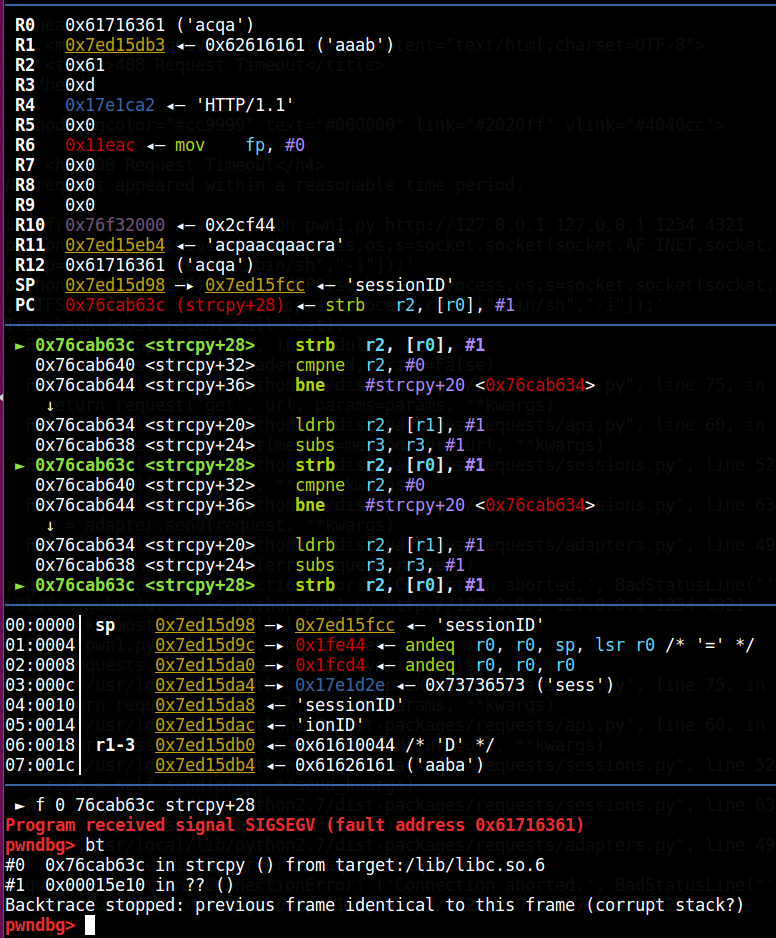 R0   0x61716361 ('acqa')
R1   0x7ed15db3 ◂— 0x62616161 ('aaab')
R2   0x61
R3   0xd
R4   0x17e1ca2 ◂— 'HTTP/1.1'
R5   0x0
R6   0x11eac ◂— mov    fp, #0
R7   0x0
R8   0x0
R9   0x0
R10  0x76f32000 ◂— 0x2cf44
R11  0x7ed15eb4 ◂— 'acpaacqaacra'
R12  0x61716361 ('acqa')
SP   0x7ed15d98 —▸ 0x7ed15fcc ◂— 'sessionID'
PC   0x76cab63c (strcpy+28) ◂— strb   r2, [r0], #1
► 0x76cab63c <strcpy+28>    strb   r2, [r0], #1
0x76cab640 <strcpy+32>    cmpne  r2, #0
0x76cab644 <strcpy+36>    bne    #strcpy+20 <0x76cab634>
↓
0x76cab634 <strcpy+20>    ldrb   r2, [r1], #1
0x76cab638 <strcpy+24>    subs   r3, r3, #1
► 0x76cab63c <strcpy+28>    strb   r2, [r0], #1
0x76cab640 <strcpy+32>    cmpne  r2, #0
0x76cab644 <strcpy+36>    bne    #strcpy+20 <0x76cab634>
↓
0x76cab634 <strcpy+20>    ldrb   r2, [r1], #1
0x76cab638 <strcpy+24>    subs   r3, r3, #1
► 0x76cab63c <strcpy+28>    strb   r2, [r0], #1
00:0000│ sp   0x7ed15d98 —▸ 0x7ed15fcc ◂— 'sessionID'
01:0004│      0x7ed15d9c —▸ 0x1fe44 ◂— andeq  r0, r0, sp, lsr r0 /* '=' */
02:0008│      0x7ed15da0 —▸ 0x1fcd4 ◂— andeq  r0, r0, r0
03:000c│      0x7ed15da4 —▸ 0x17e1d2e ◂— 0x73736573 ('sess')
04:0010│      0x7ed15da8 ◂— 'sessionID'
05:0014│      0x7ed15dac ◂— 'ionID'
06:0018│ r1-3 0x7ed15db0 ◂— 0x61610044 /* 'D' */
07:001c│      0x7ed15db4 ◂— 0x61626161 ('aaba')
► f 0 76cab63c strcpy+28
Program received signal SIGSEGV (fault address 0x61716361)
pwndbg> bt
#0  0x76cab63c in strcpy () from target:/lib/libc.so.6
#1  0x00015e10 in ?? ()
Backtrace stopped: previous frame identical to this frame (corrupt stack?)
pwndbg>